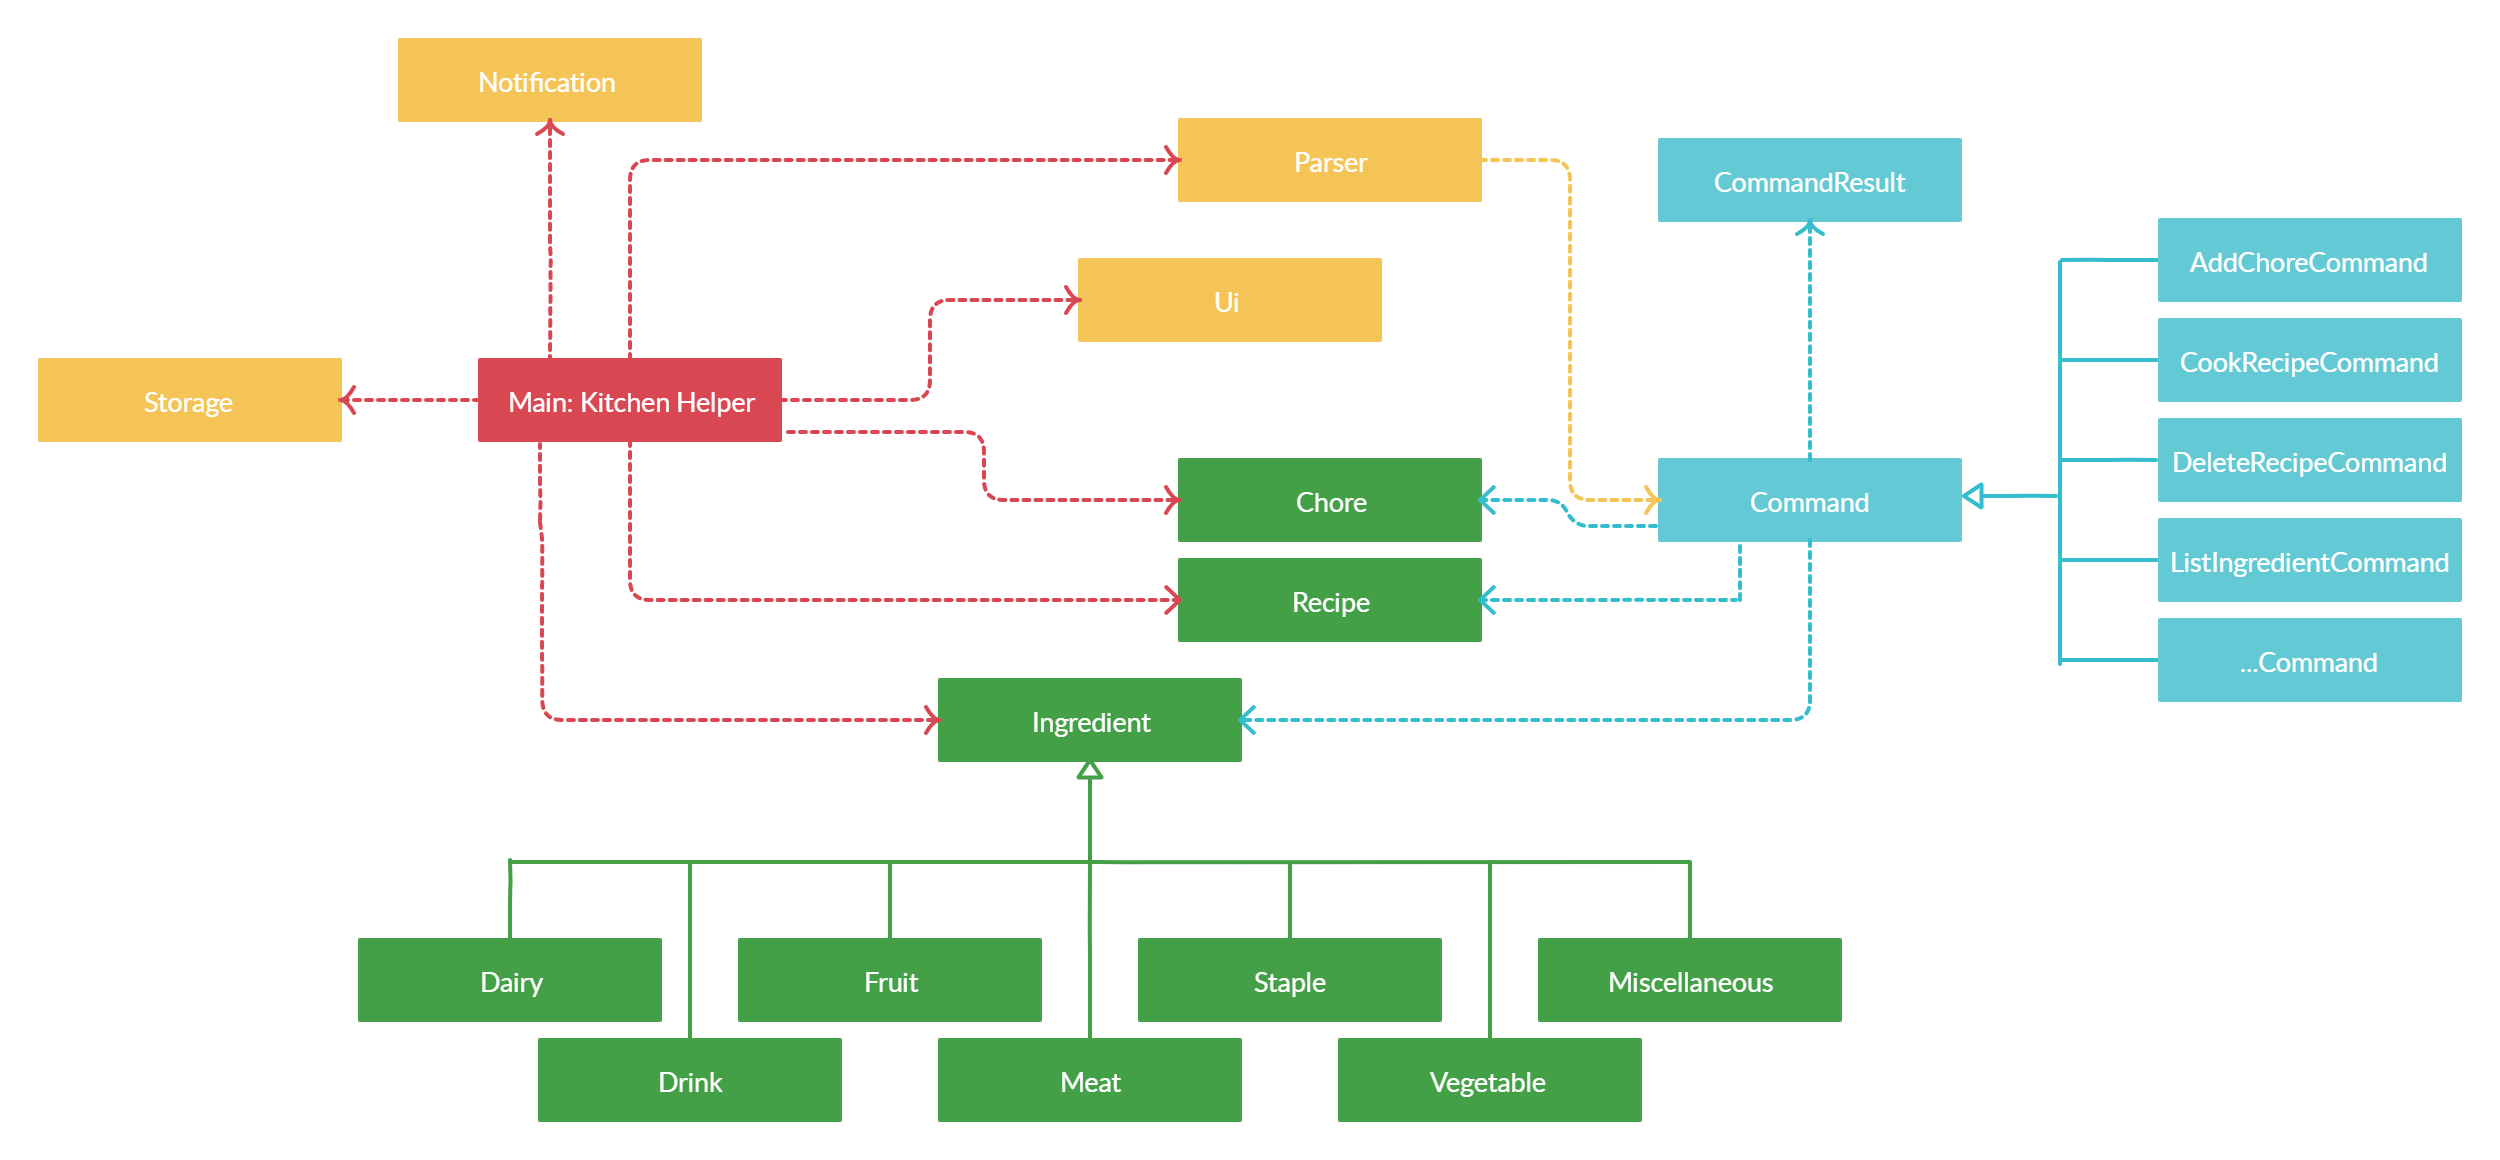 Notification
Parser
CommandResult
AddChoreCommand
Ui
CookRecipeCommand
Storage
Main: Kitchen Helper
DeleteRecipeCommand
Chore
Command
ListIngredientCommand
Recipe
...Command
Ingredient
Dairy
Fruit
Staple
Miscellaneous
Drink
Meat
Vegetable